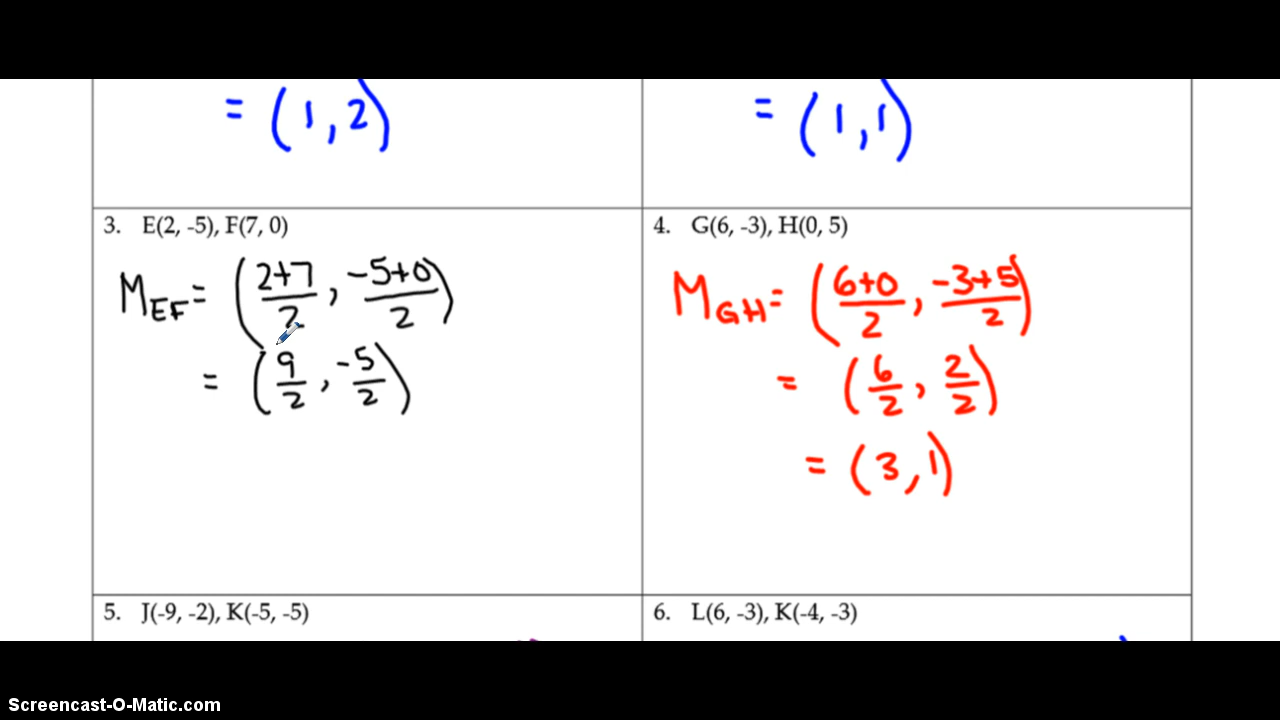 = (1, 2)
= (1, 1)
3. E(2, -5), F(7, 0)
M_EF = (2+7/2, -5+0/2)
= (9/2, -5/2)
4. G(6, -3), H(0, 5)
M_GH = (6+0/2, -3+5/2)
= (6/2, 2/2)
= (3, 1)
5. J(-9, -2), K(-5, -5)
6. L(6, -3), K(-4, -3)
Screencast-O-Matic.com